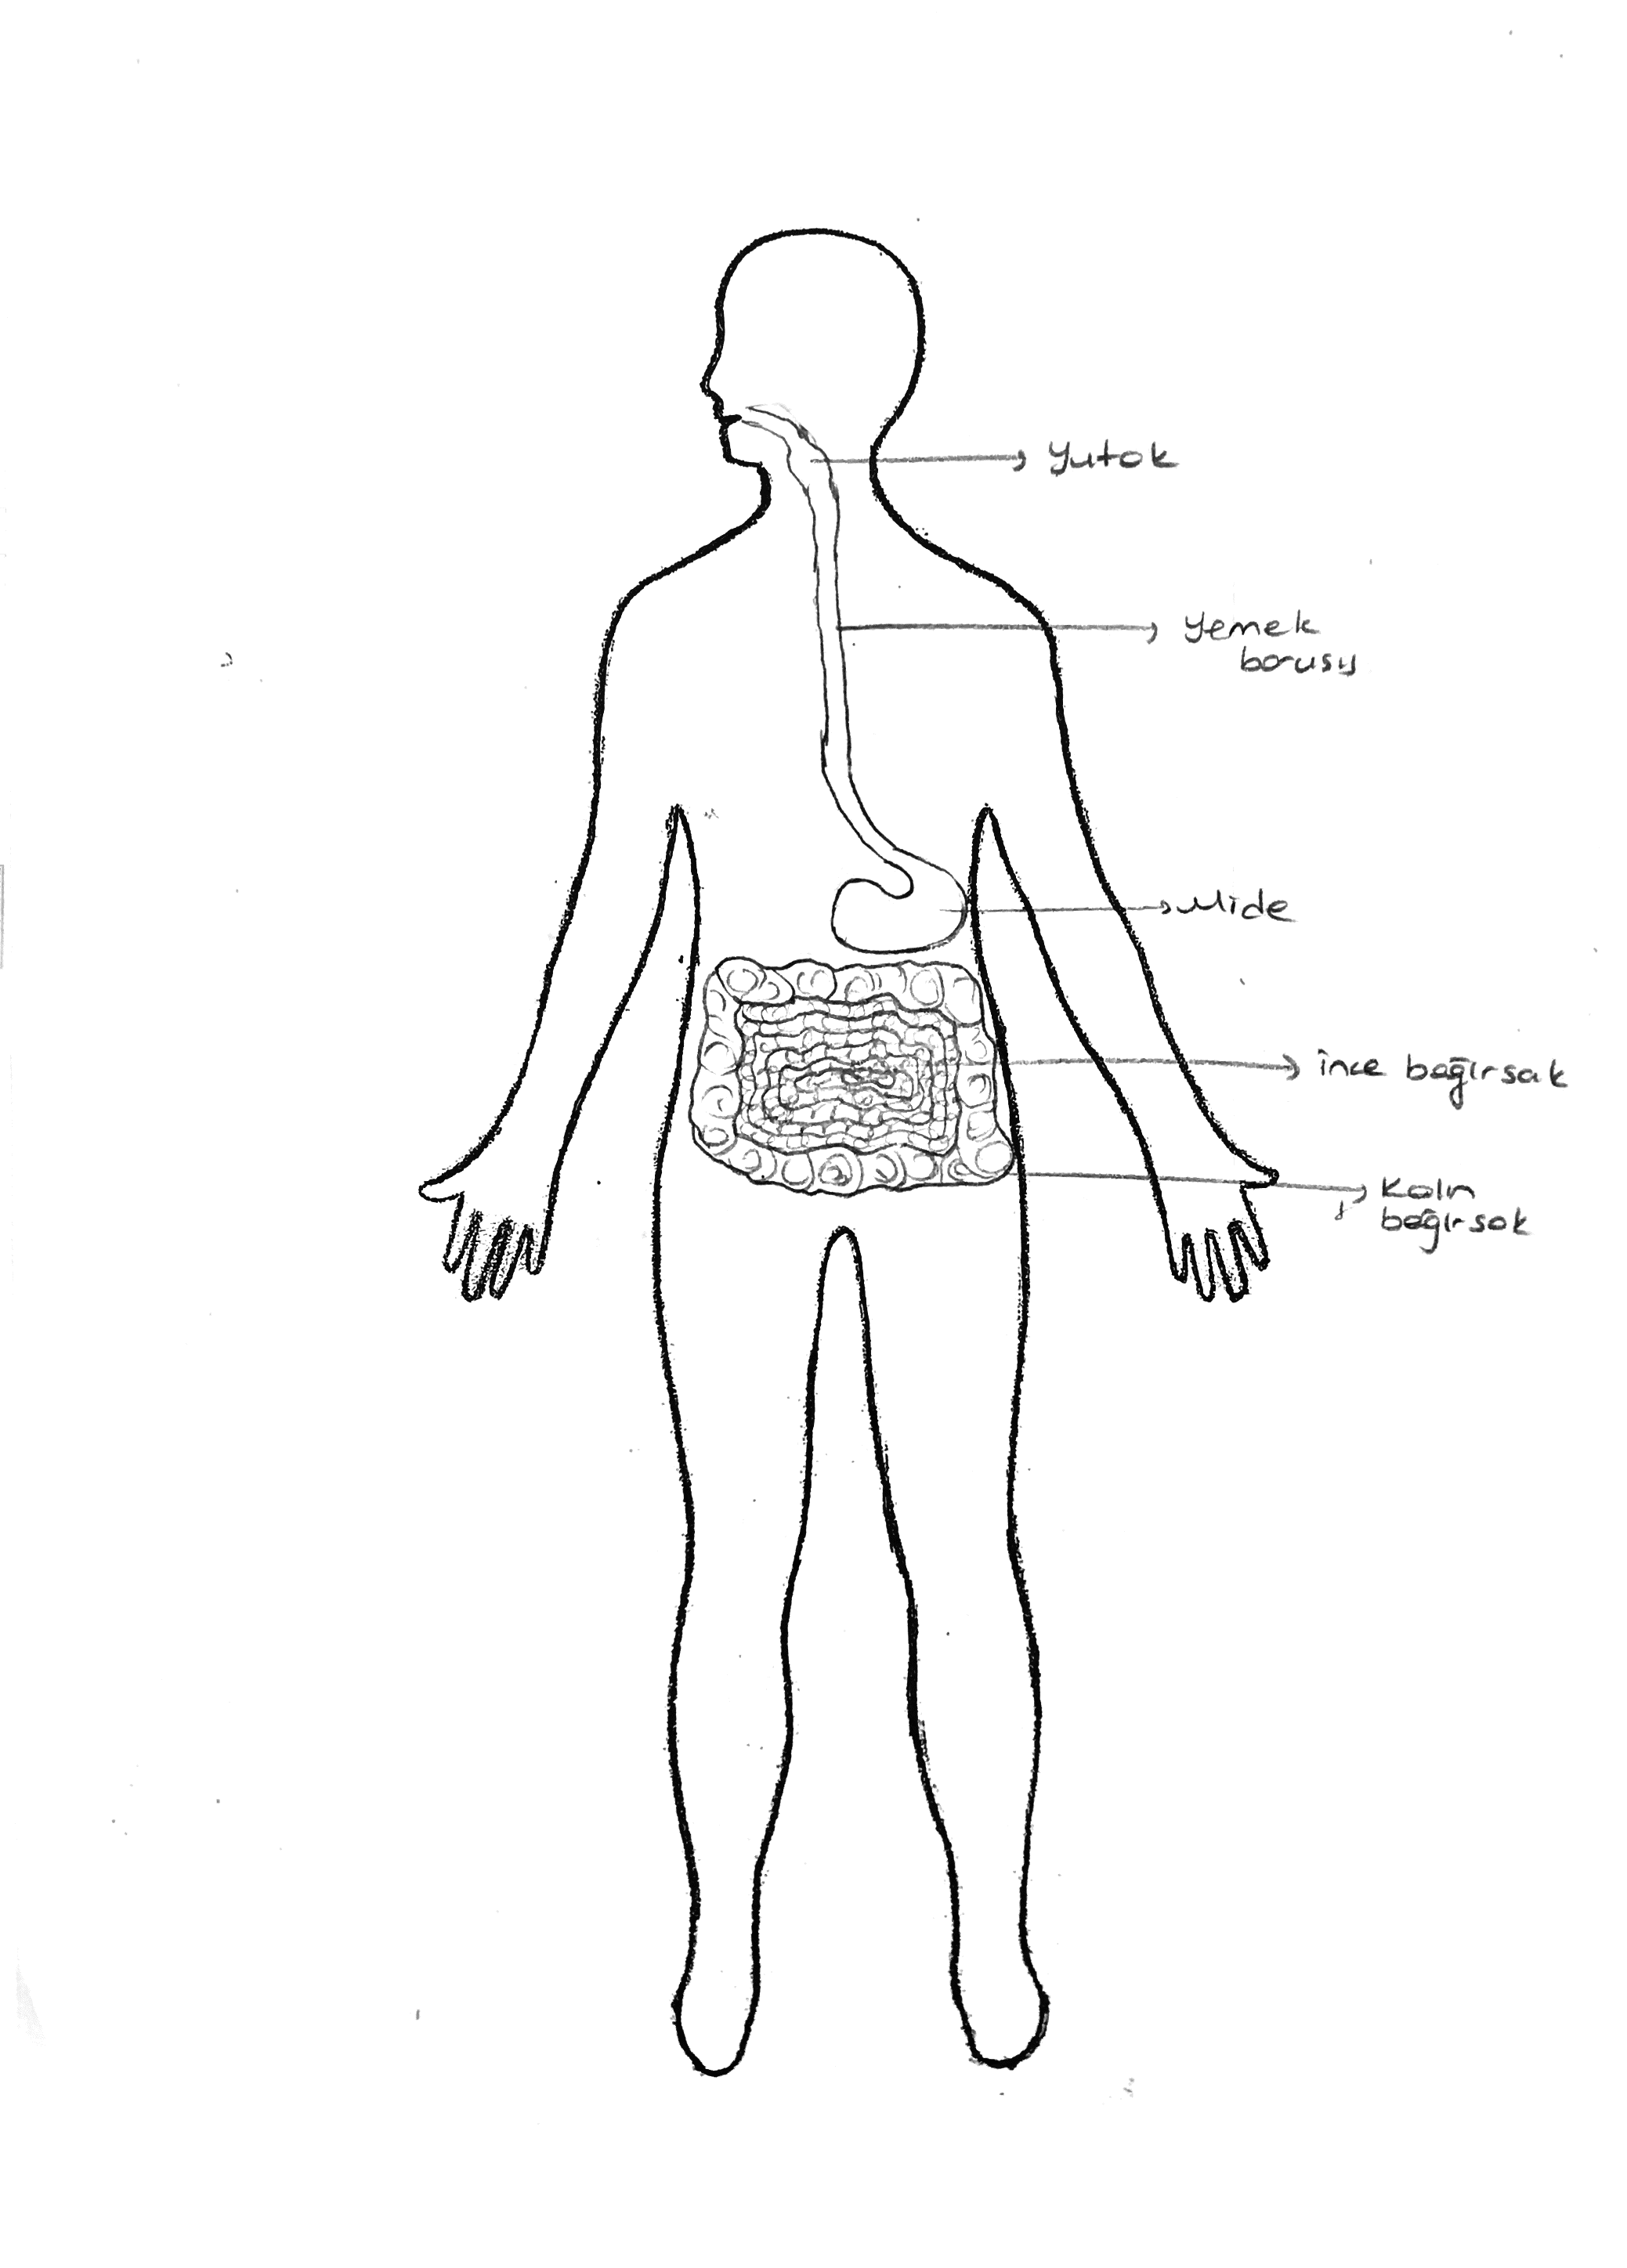 Yutak
Yemek
borusu
Mide
İnce bağırsak
Kalın
bağırsak